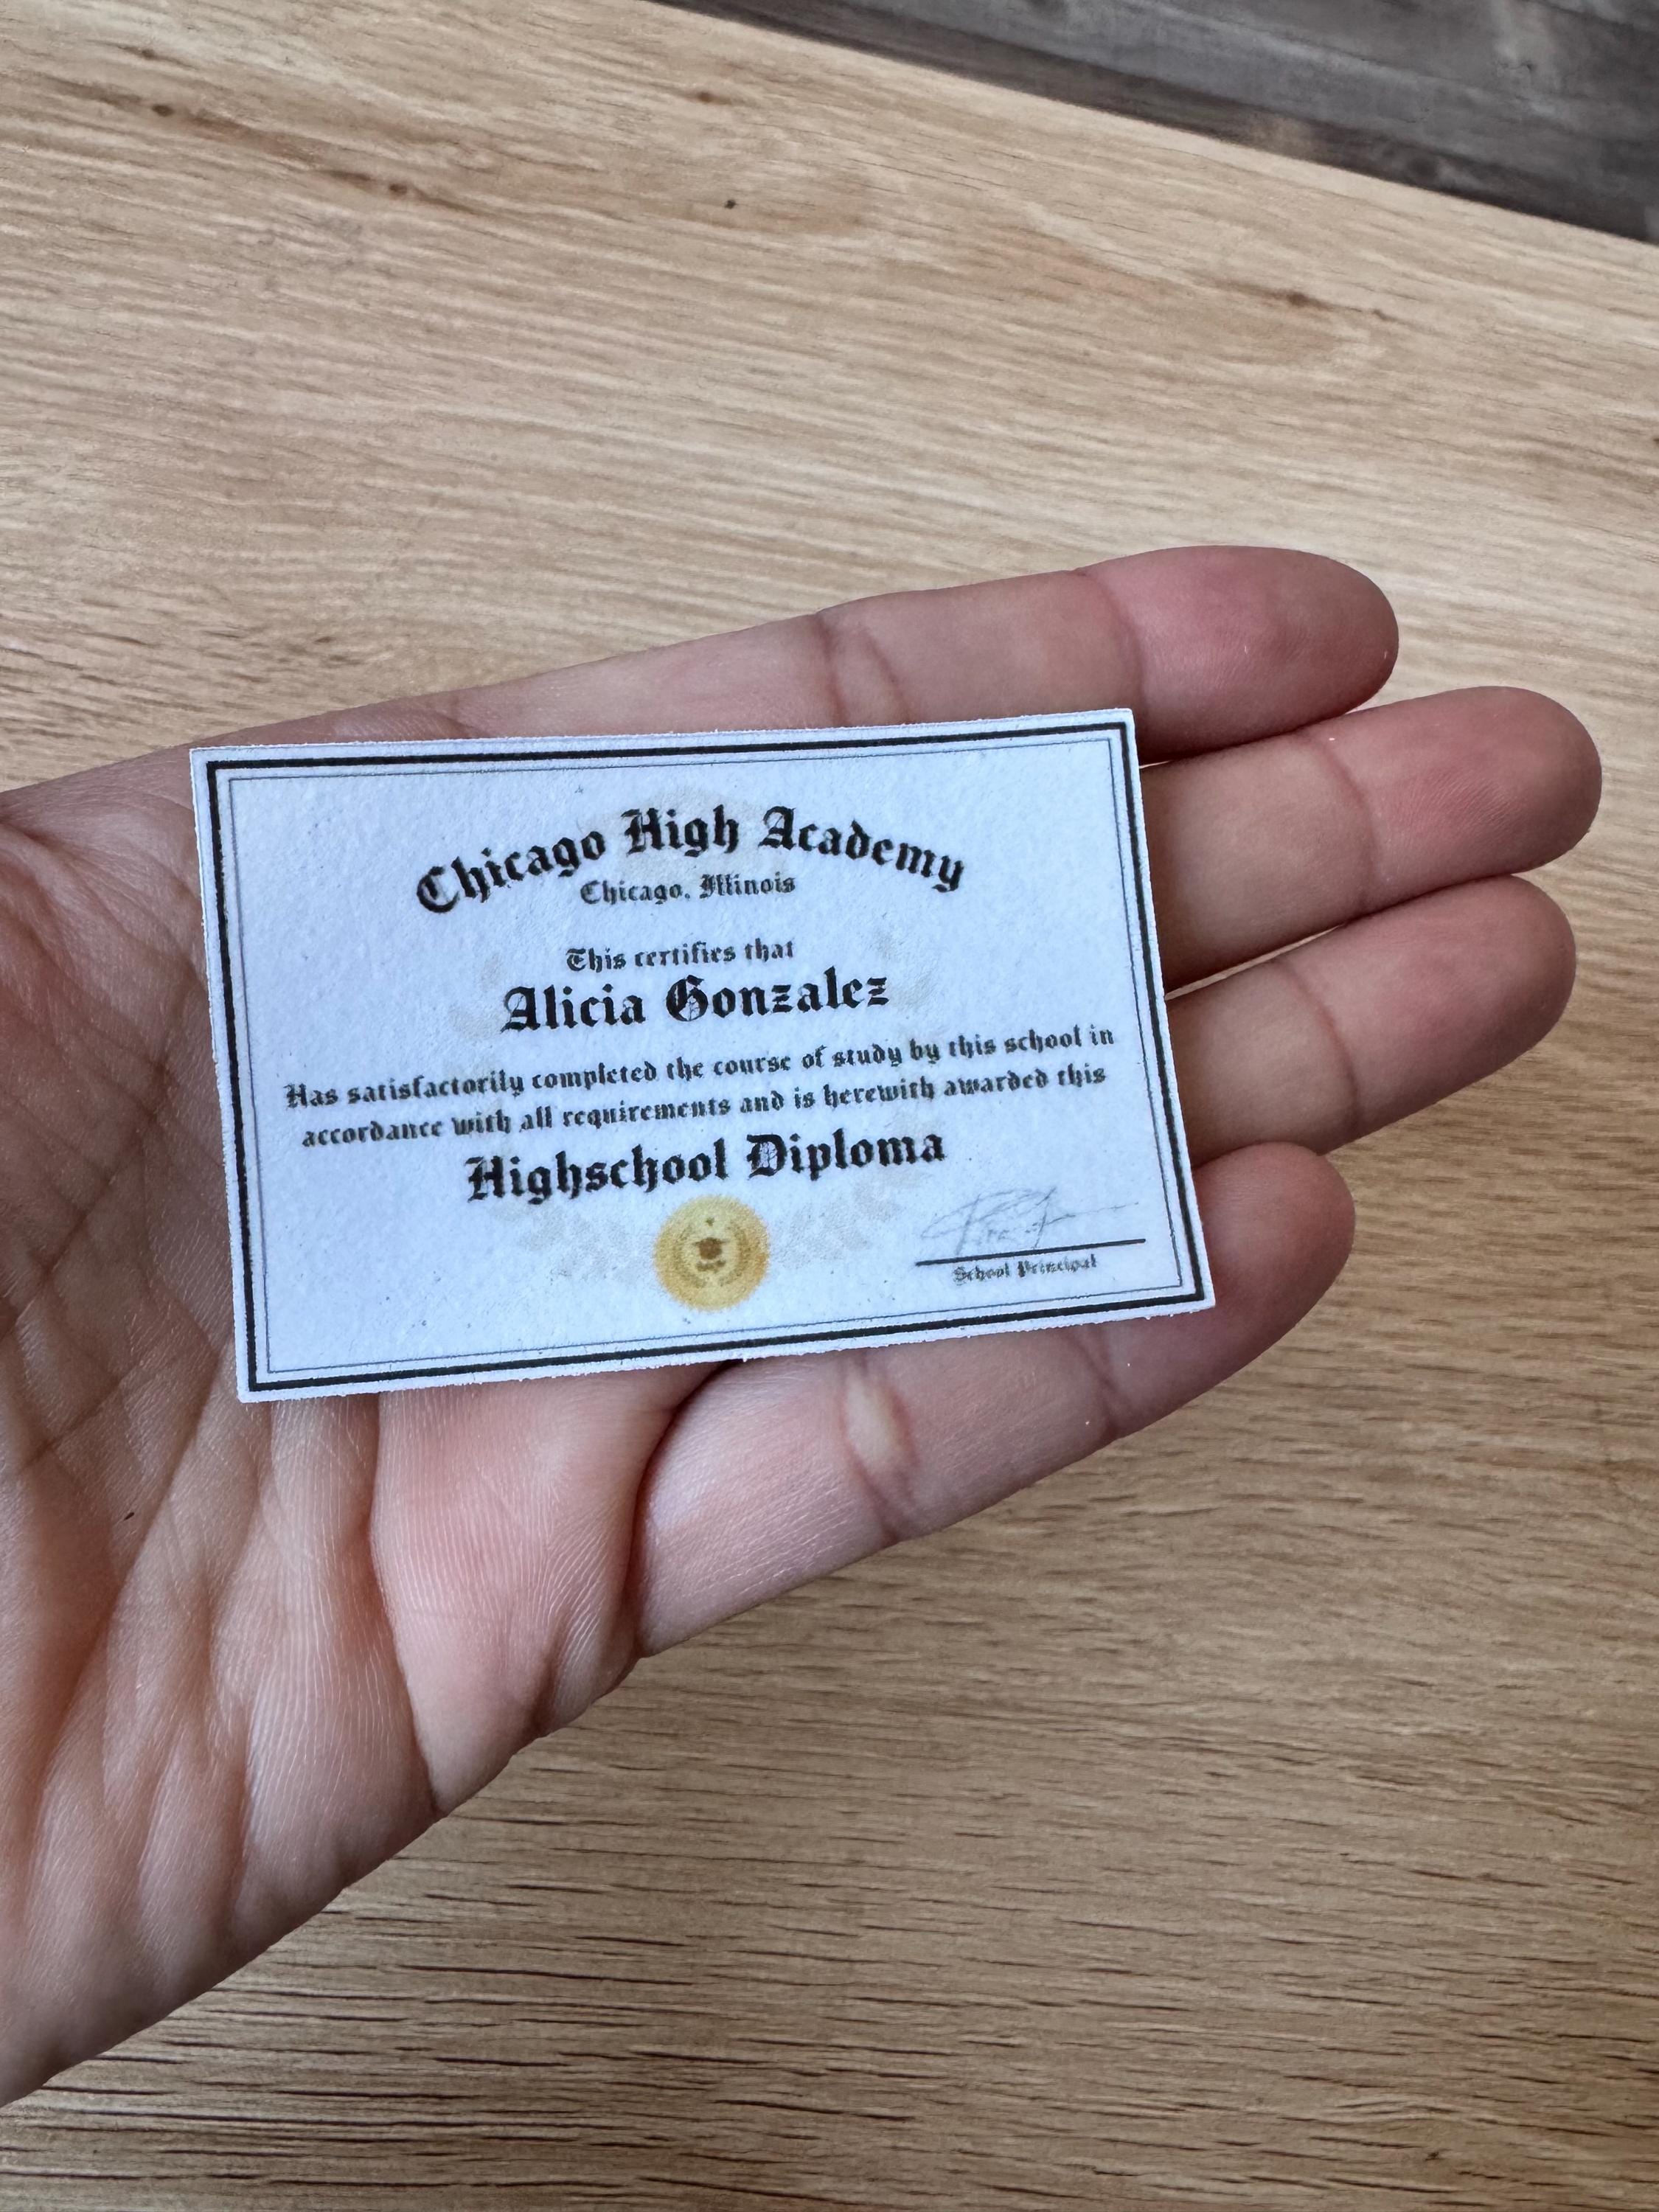 Chicago High Academy
Chicago, Illinois
This certifies that
Alicia Gonzalez
Has satisfactorily completed the course of study by this school in
accordance with all requirements and is herewith awarded this
Highschool Diploma
School Principal